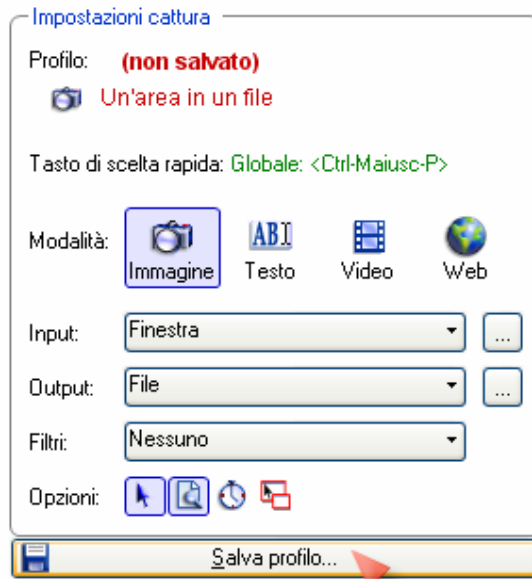 Impostazioni cattura
Profilo: (non salvato)
Un'area in un file
Tasto di scelta rapida: Globale: <Ctrl-Maiusc-P>
Modalità:
Immagine Testo Video Web
Input: Finestra ...
Output: File ...
Filtri: Nessuno
Opzioni:
Salva profilo...